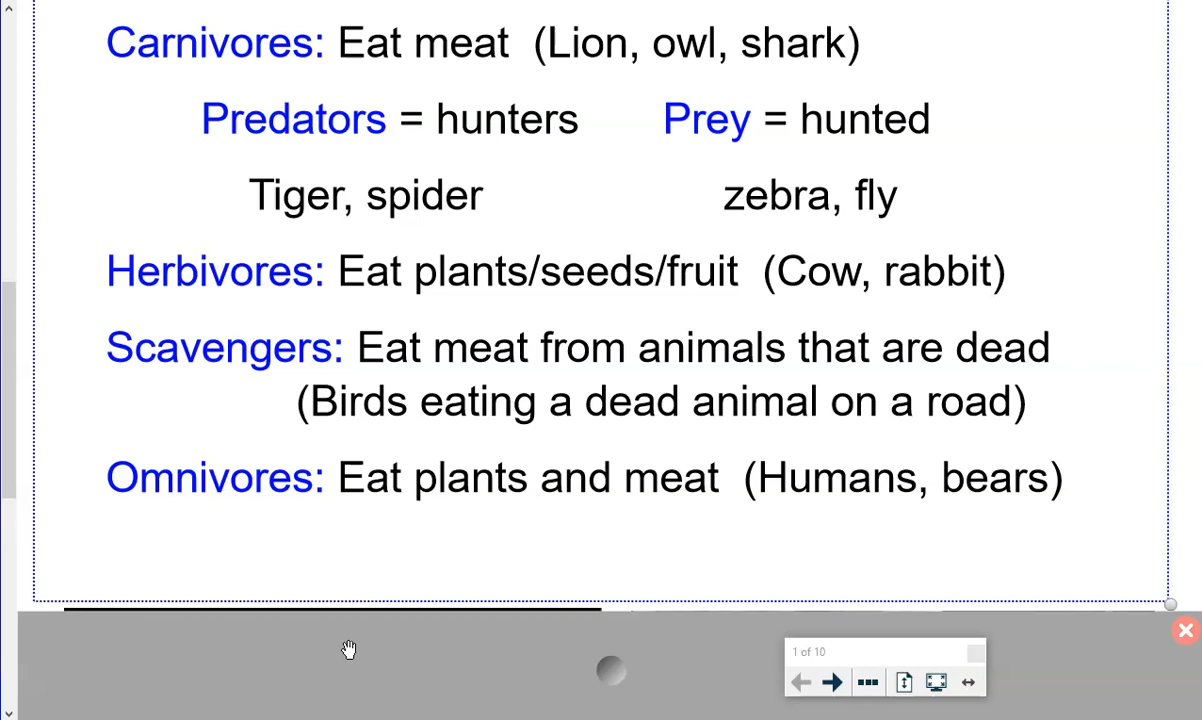 Carnivores: Eat meat (Lion, owl, shark)
Predators = hunters Prey = hunted
Tiger, spider zebra, fly
Herbivores: Eat plants/seeds/fruit (Cow, rabbit)
Scavengers: Eat meat from animals that are dead
(Birds eating a dead animal on a road)
Omnivores: Eat plants and meat (Humans, bears)
1 of 10